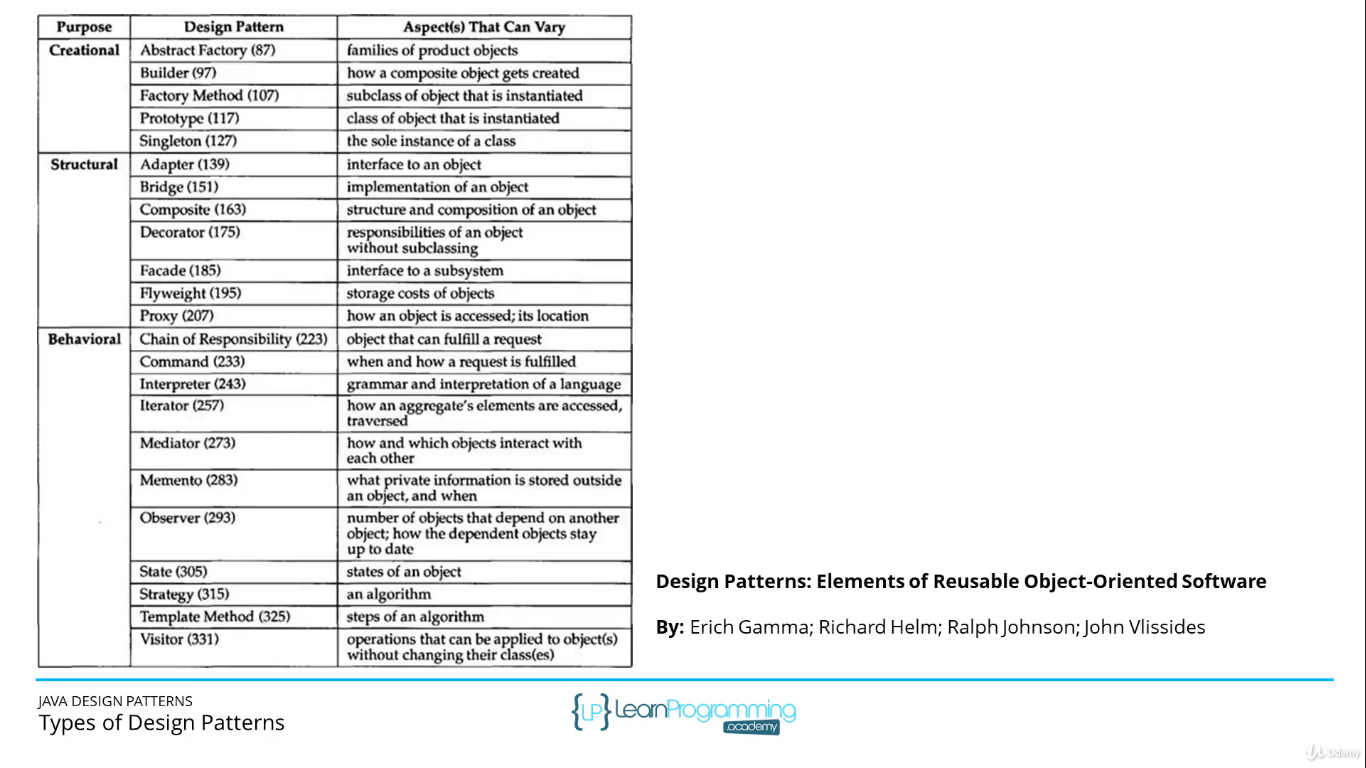 Purpose Design Pattern Aspect(s) That Can Vary
Creational Abstract Factory (87) families of product objects
Builder (97) how a composite object gets created
Factory Method (107) subclass of object that is instantiated
Prototype (117) class of object that is instantiated
Singleton (127) the sole instance of a class
Structural Adapter (139) interface to an object
Bridge (151) implementation of an object
Composite (163) structure and composition of an object
Decorator (175) responsibilities of an object
without subclassing
Facade (185) interface to a subsystem
Flyweight (195) storage costs of objects
Proxy (207) how an object is accessed; its location
Behavioral Chain of Responsibility (223) object that can fulfill a request
Command (233) when and how a request is fulfilled
Interpreter (243) grammar and interpretation of a language
Iterator (257) how an aggregate's elements are accessed,
traversed
Mediator (273) how and which objects interact with
each other
Memento (283) what private information is stored outside
an object, and when
Observer (293) number of objects that depend on another
object; how the dependent objects stay
up to date
State (305) states of an object
Strategy (315) an algorithm
Template Method (325) steps of an algorithm
Visitor (331) operations that can be applied to object(s)
without changing their class(es)
Design Patterns: Elements of Reusable Object-Oriented Software
By: Erich Gamma; Richard Helm; Ralph Johnson; John Vlissides
JAVA DESIGN PATTERNS
Types of Design Patterns
{LP} LearnProgramming
.academy
Udemy